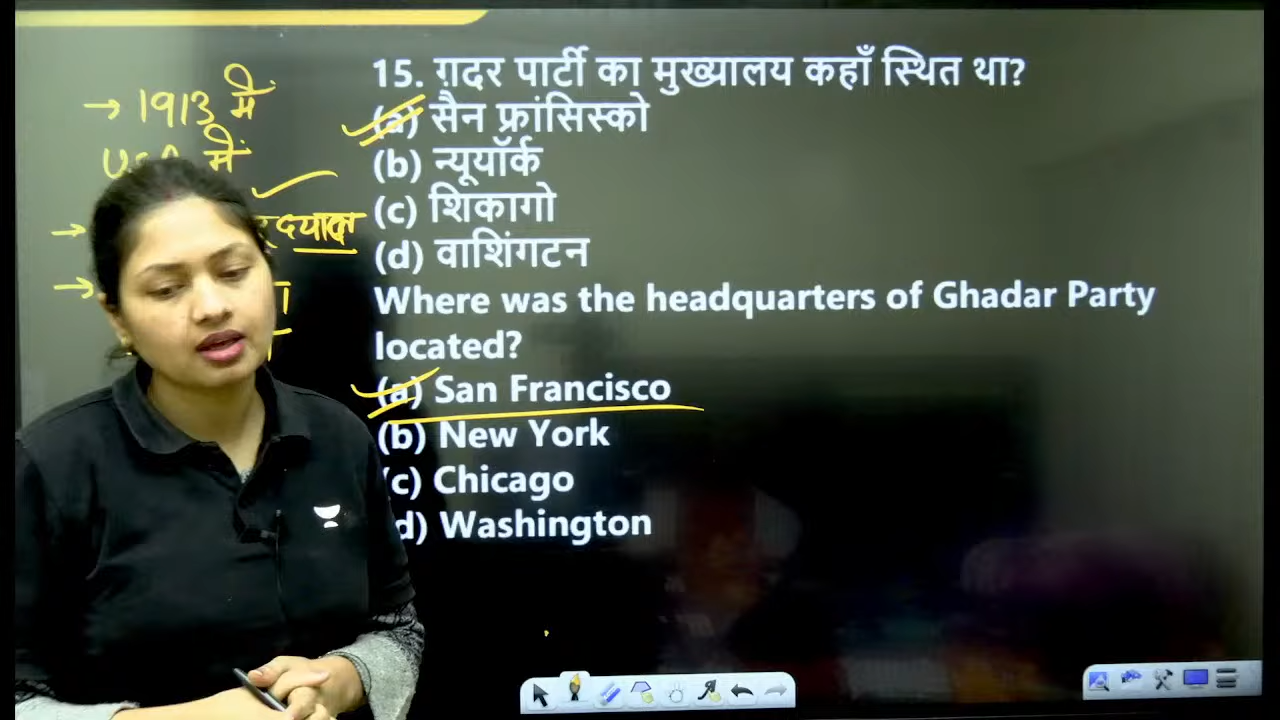 → 1913 में
में
→ दयाल
→
15. ग़दर पार्टी का मुख्यालय कहाँ स्थित था?
(a) सैन फ्रांसिस्को
(b) न्यूयॉर्क
(c) शिकागो
(d) वाशिंगटन
Where was the headquarters of Ghadar Party
located?
(a) San Francisco
(b) New York
(c) Chicago
d) Washington